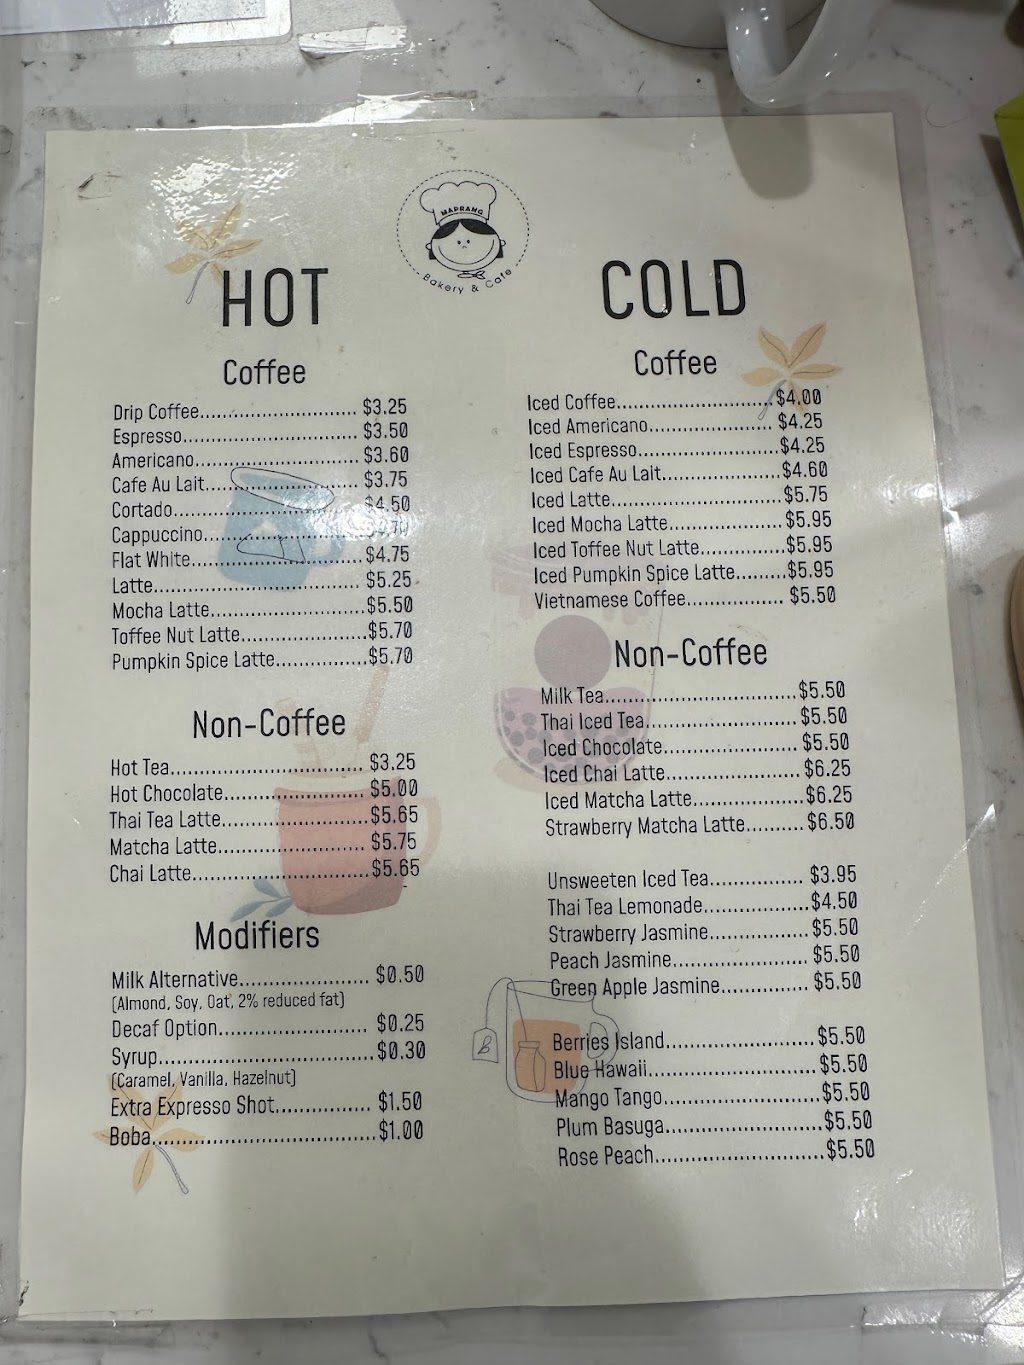 MAPRANG
Bakery & Cafe
HOT
Coffee
Drip Coffee.............................. $3.25
Espresso................................. $3.50
Americano............................... $3.60
Cafe Au Lait............................. $3.75
Cortado.................................... $4.50
Cappuccino..............................
Flat White................................ $4.75
Latte........................................ $5.25
Mocha Latte..............................$5.50
Toffee Nut Latte........................$5.70
Pumpkin Spice Latte.................$5.70
Non-Coffee
Hot Tea..................................... $3.25
Hot Chocolate........................... $5.00
Thai Tea Latte............................$5.65
Matcha Latte............................ $5.75
Chai Latte..................................$5.65
Modifiers
Milk Alternative......................... $0.50
(Almond, Soy, Oat, 2% reduced fat)
Decaf Option............................. $0.25
Syrup.........................................$0.30
(Caramel, Vanilla, Hazelnut)
Extra Expresso Shot.................. $1.50
Boba...........................................$1.00
COLD
Coffee
Iced Coffee..............................$4.00
Iced Americano........................ $4.25
Iced Espresso...........................$4.25
Iced Cafe Au Lait......................$4.60
Iced Latte.................................$5.75
Iced Mocha Latte......................$5.95
Iced Toffee Nut Latte................$5.95
Iced Pumpkin Spice Latte.........$5.95
Vietnamese Coffee................... $5.50
Non-Coffee
Milk Tea....................................$5.50
Thai Iced Tea............................ $5.50
Iced Chocolate......................... $5.50
Iced Chai Latte......................... $6.25
Iced Matcha Latte.....................$6.25
Strawberry Matcha Latte.......... $6.50
Unsweeten Iced Tea................. $3.95
Thai Tea Lemonade...................$4.50
Strawberry Jasmine.................. $5.50
Peach Jasmine......................... $5.50
Green Apple Jasmine................ $5.50
B
Berries Island............................$5.50
Blue Hawaii...............................$5.50
Mango Tango.............................$5.50
Plum Basuga.............................$5.50
Rose Peach...............................$5.50